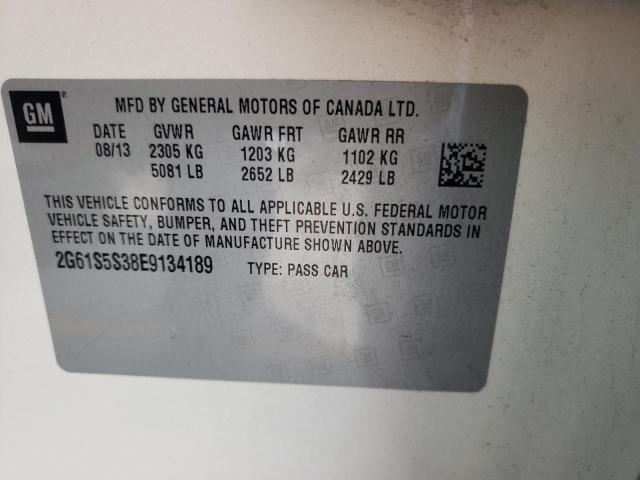 GM
MFD BY GENERAL MOTORS OF CANADA LTD.
DATE GVWR GAWR FRT GAWR RR
08/13 2305 KG 1203 KG 1102 KG
5081 LB 2652 LB 2429 LB
THIS VEHICLE CONFORMS TO ALL APPLICABLE U.S. FEDERAL MOTOR
VEHICLE SAFETY, BUMPER, AND THEFT PREVENTION STANDARDS IN
EFFECT ON THE DATE OF MANUFACTURE SHOWN ABOVE.
2G61S5S38E9134189 TYPE: PASS CAR